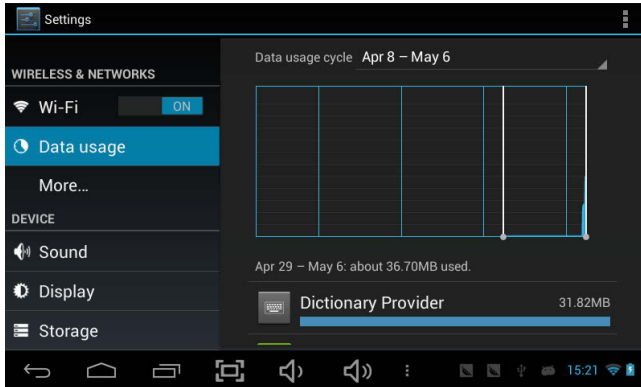 Settings
WIRELESS & NETWORKS
Wi-Fi ON
Data usage
More...
DEVICE
Sound
Display
Storage
Data usage cycle Apr 8 – May 6
Apr 29 – May 6: about 36.70MB used.
Dictionary Provider 31.82MB
15:21